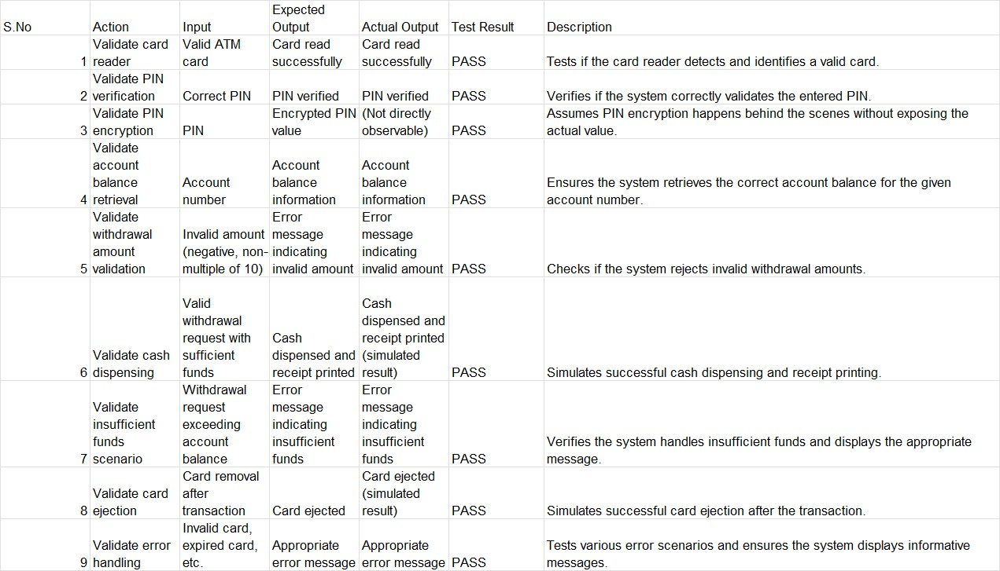 S.No Action Input Expected Output Actual Output Test Result Description
1 Validate card reader Valid ATM card Card read successfully Card read successfully PASS Tests if the card reader detects and identifies a valid card.
2 Validate PIN verification Correct PIN PIN verified PIN verified PASS Verifies if the system correctly validates the entered PIN.
3 Validate PIN encryption PIN Encrypted PIN value (Not directly observable) PASS Assumes PIN encryption happens behind the scenes without exposing the actual value.
4 Validate account balance retrieval Account number Account balance information Account balance information PASS Ensures the system retrieves the correct account balance for the given account number.
5 Validate withdrawal amount validation Invalid amount (negative, non-multiple of 10) Error message indicating invalid amount Error message indicating invalid amount PASS Checks if the system rejects invalid withdrawal amounts.
6 Validate cash dispensing Valid withdrawal request with sufficient funds Cash dispensed and receipt printed Cash dispensed and receipt printed (simulated result) PASS Simulates successful cash dispensing and receipt printing.
7 Validate insufficient funds scenario Withdrawal request exceeding account balance Error message indicating insufficient funds Error message indicating insufficient funds PASS Verifies the system handles insufficient funds and displays the appropriate message.
8 Validate card ejection Card removal after transaction Card ejected Card ejected (simulated result) PASS Simulates successful card ejection after the transaction.
9 Validate error handling Invalid card, expired card, etc. Appropriate error message Appropriate error message PASS Tests various error scenarios and ensures the system displays informative messages.